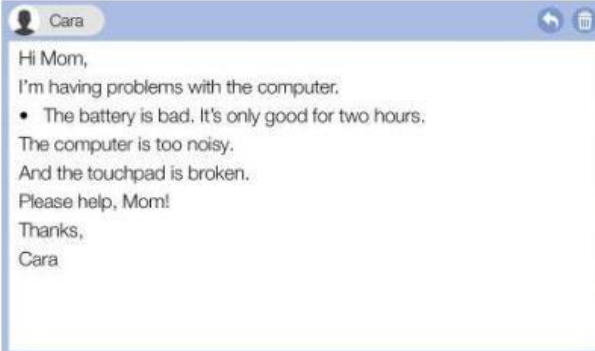 Cara
Hi Mom,
I'm having problems with the computer.
• The battery is bad. It's only good for two hours.
The computer is too noisy.
And the touchpad is broken.
Please help, Mom!
Thanks,
Cara